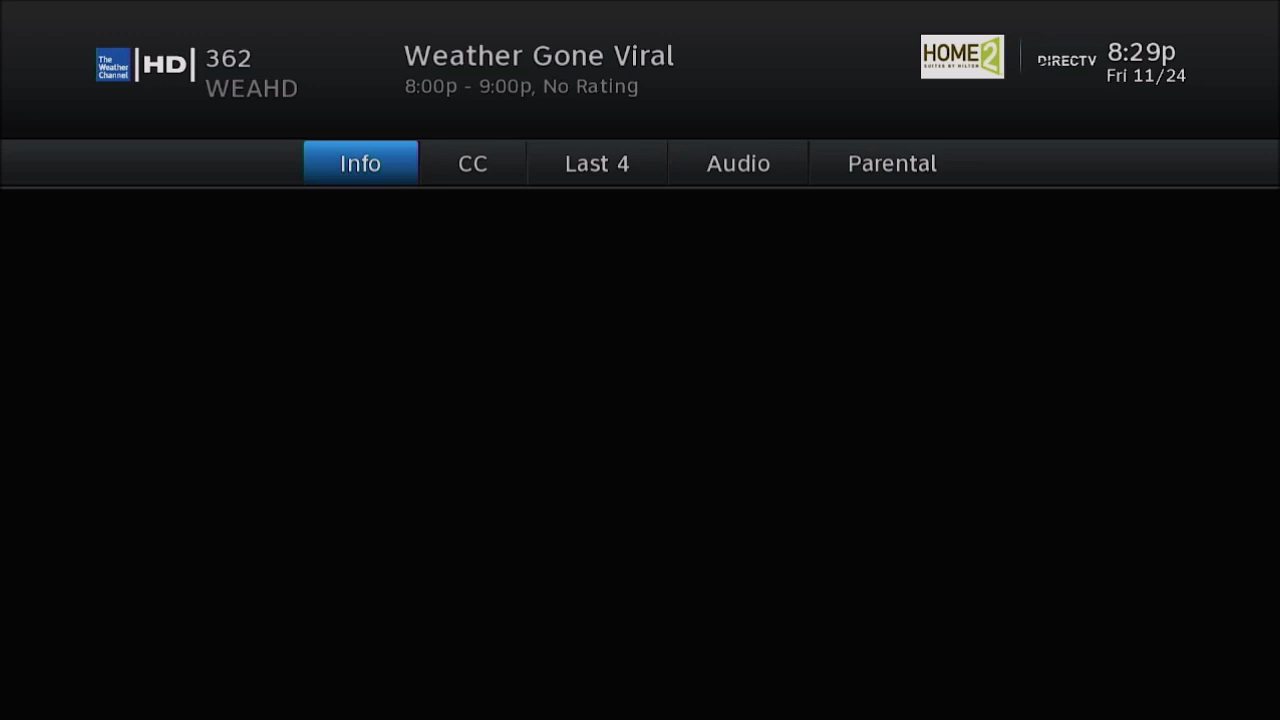 The
Weather
Channel
HD
362
WEAHD
Weather Gone Viral
8:00p - 9:00p, No Rating
HOME2
SUITES BY HILTON
DIRECTV
8:29p
Fri 11/24
Info
CC
Last 4
Audio
Parental